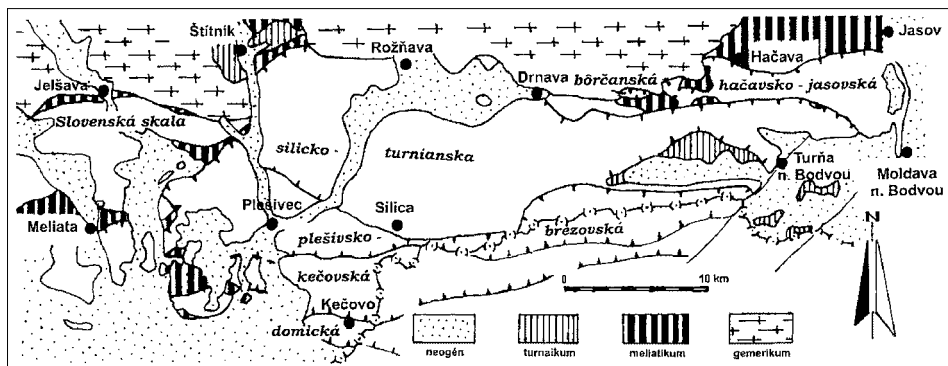 Štítník
Rožňava
Jasov
Hačava
Jelšava
Drnava
bôrčanská
hačavsko - jasovská
Slovenská skala
silicko -
turnianska
Turňa
n. Bodvou
Moldava
n. Bodvou
Meliata
Plešivec
Silica
plešivsko
brezovská
N
kečovská
0
10 km
Kečovo
domická
neogén
turnaikum
meliatikum
gemerikum